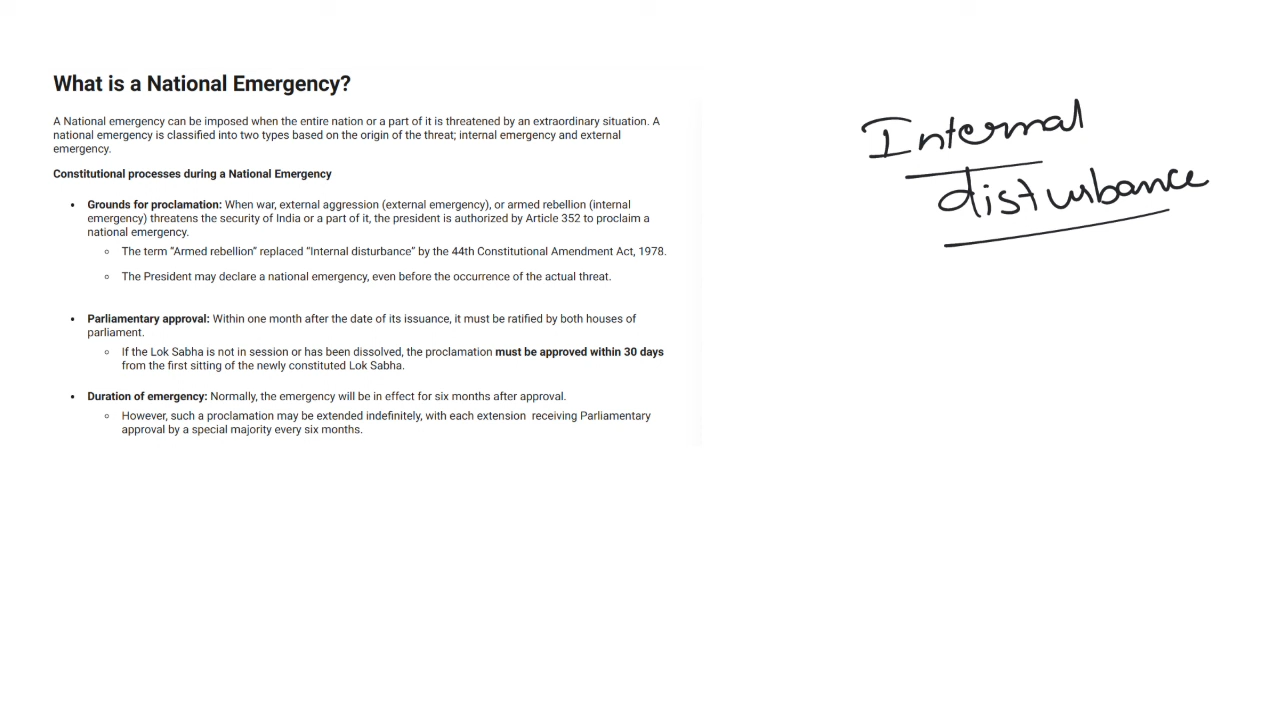 What is a National Emergency?
A National emergency can be imposed when the entire nation or a part of it is threatened by an extraordinary situation. A
national emergency is classified into two types based on the origin of the threat; internal emergency and external
emergency.
Constitutional processes during a National Emergency
• Grounds for proclamation: When war, external aggression (external emergency), or armed rebellion (internal
emergency) threatens the security of India or a part of it, the president is authorized by Article 352 to proclaim a
national emergency.
◦ The term “Armed rebellion” replaced “Internal disturbance” by the 44th Constitutional Amendment Act, 1978.
◦ The President may declare a national emergency, even before the occurrence of the actual threat.
• Parliamentary approval: Within one month after the date of its issuance, it must be ratified by both houses of
parliament.
◦ If the Lok Sabha is not in session or has been dissolved, the proclamation must be approved within 30 days
from the first sitting of the newly constituted Lok Sabha.
• Duration of emergency: Normally, the emergency will be in effect for six months after approval.
◦ However, such a proclamation may be extended indefinitely, with each extension receiving Parliamentary
approval by a special majority every six months.
Internal
disturbance